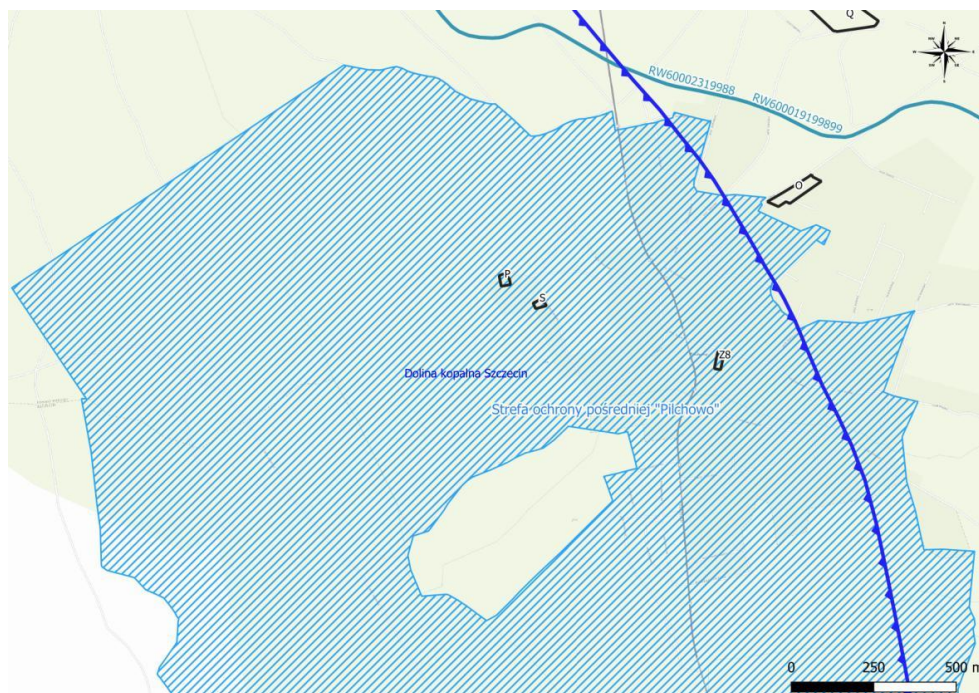 Q
N
W
E
S
RW60002319988
RW600019199899
O
P
S
Z8
Dolina kopalna Szczecin
Strefa ochrony pośredniej "Pilchowo"
0 250 500 m